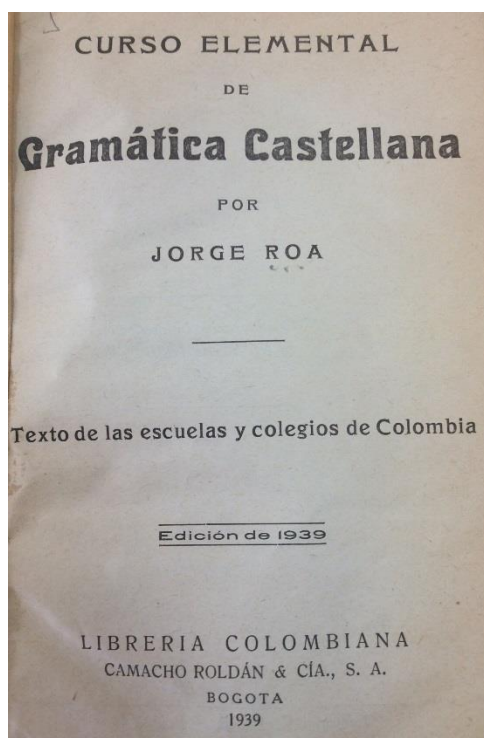 CURSO ELEMENTAL
DE
Gramática Castellana
POR
JORGE ROA
Texto de las escuelas y colegios de Colombia
Edición de 1939
LIBRERIA COLOMBIANA
CAMACHO ROLDÁN & CÍA., S. A.
BOGOTA
1939